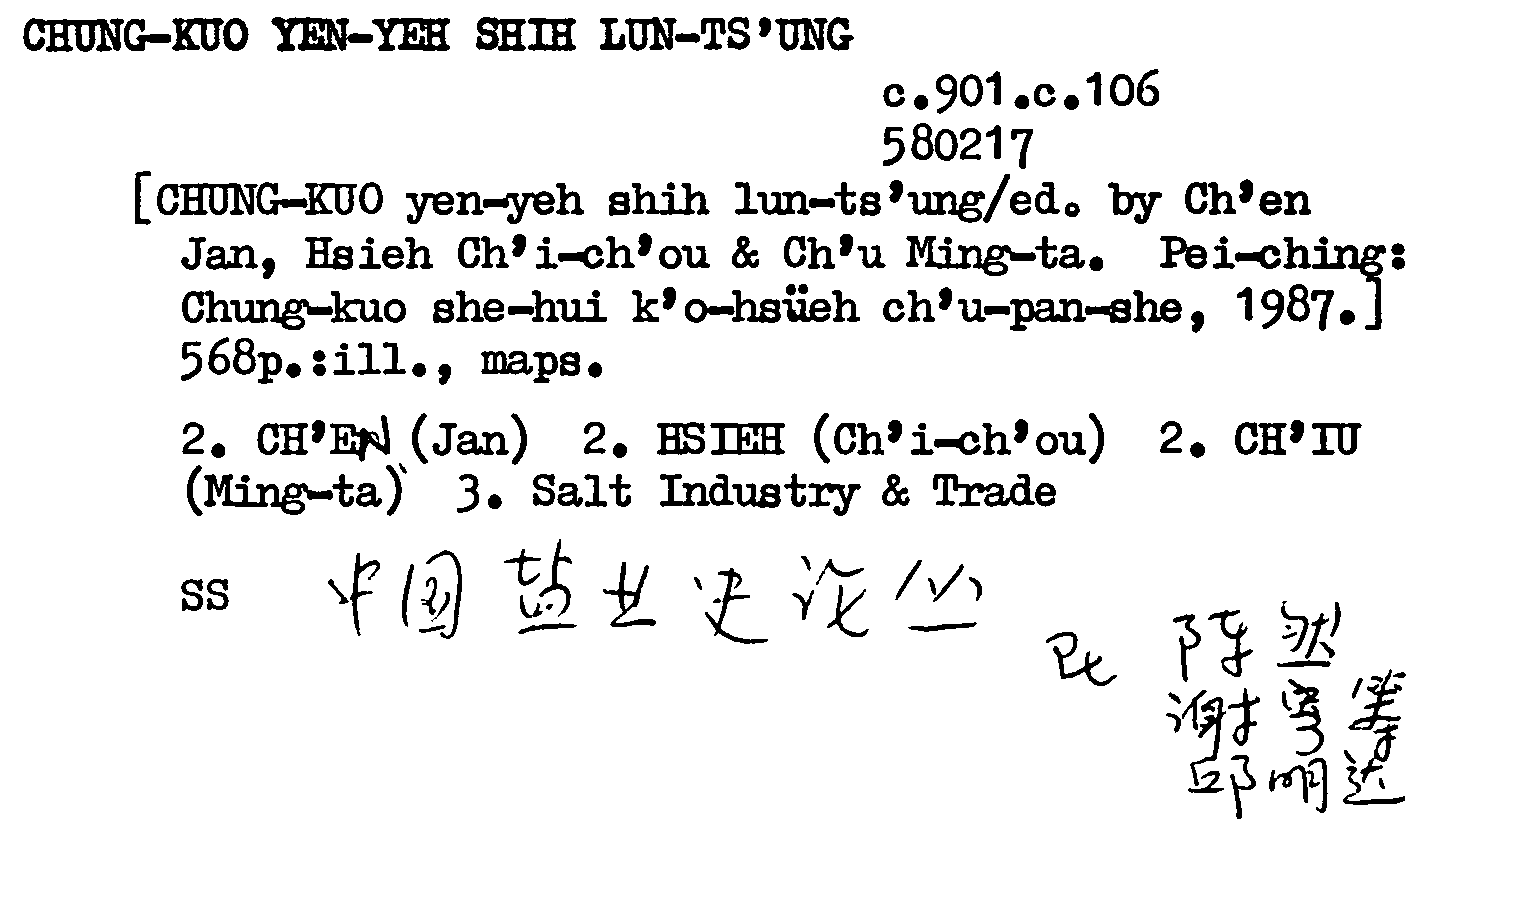 CHUNG-KUO YEN-YEH SHIH LUN-TS'UNG
c.901.c.106
580217
[CHUNG-KUO yen-yeh shih lun-ts'ung/ed. by Ch'en
Jan, Hsieh Ch'i-ch'ou & Ch'u Ming-ta. Pei-ching:
Chung-kuo she-hui k'o-hsüeh ch'u-pan-she, 1987.]
568p.:ill., maps.
2. CH'EN (Jan) 2. HSIEH (Ch'i-ch'ou) 2. CH'IU
(Ming-ta) 3. Salt Industry & Trade
SS 中国盐业史论丛
陈然
谢奇筹
邱明达